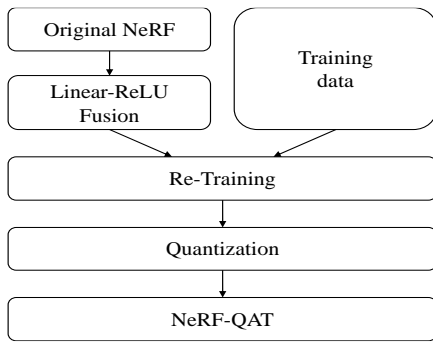 Original NeRF
Linear-ReLU
Fusion
Training
data
Re-Training
Quantization
NeRF-QAT